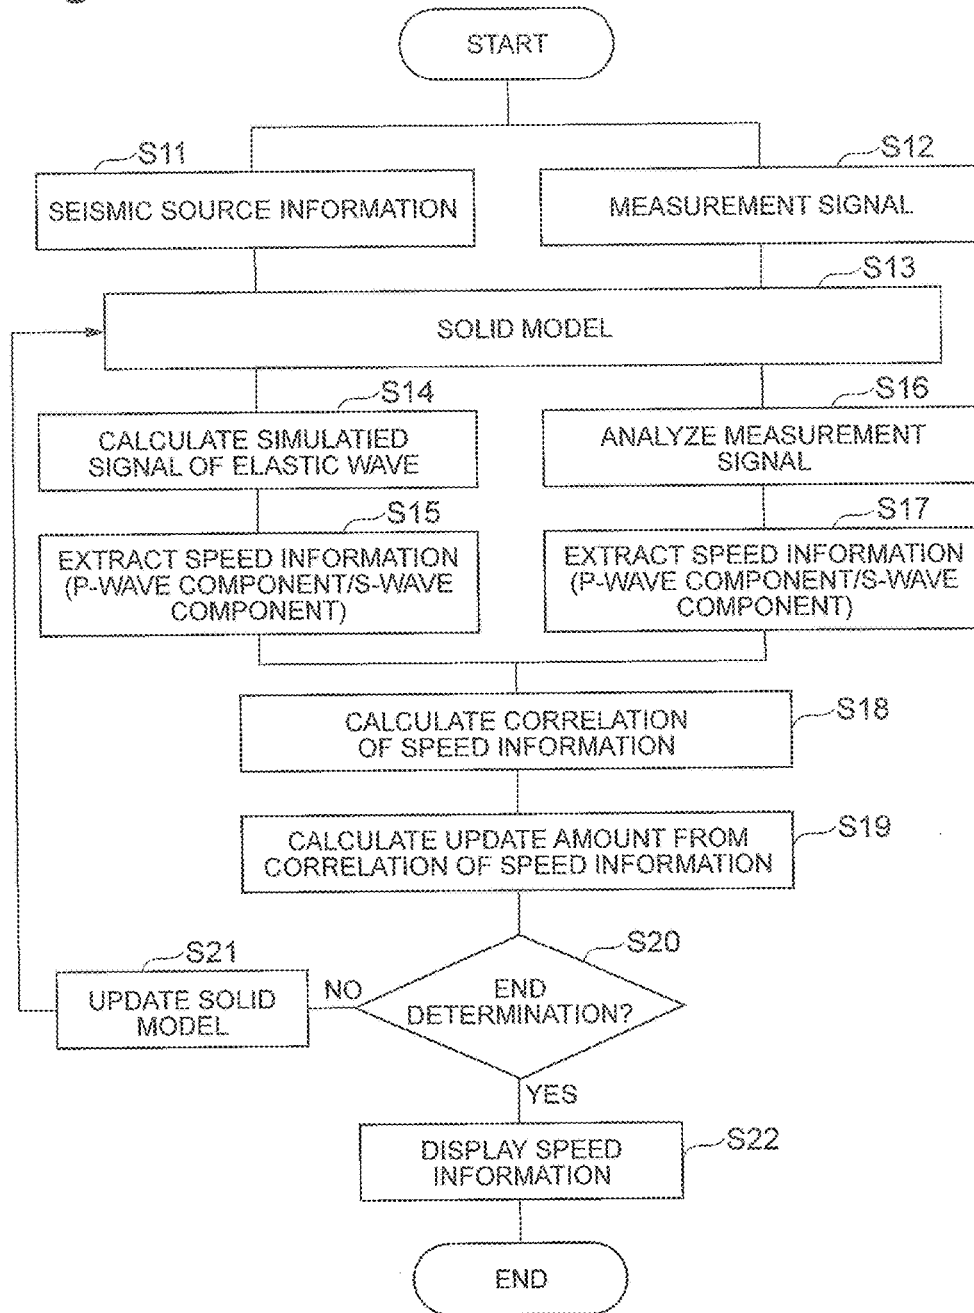 START
S11
SEISMIC SOURCE INFORMATION
S12
MEASUREMENT SIGNAL
S13
SOLID MODEL
S14
CALCULATE SIMULATIED
SIGNAL OF ELASTIC WAVE
S16
ANALYZE MEASUREMENT
SIGNAL
S15
EXTRACT SPEED INFORMATION
(P-WAVE COMPONENT/S-WAVE
COMPONENT)
S17
EXTRACT SPEED INFORMATION
(P-WAVE COMPONENT/S-WAVE
COMPONENT)
S18
CALCULATE CORRELATION
OF SPEED INFORMATION
S19
CALCULATE UPDATE AMOUNT FROM
CORRELATION OF SPEED INFORMATION
S20
END
DETERMINATION?
NO
S21
UPDATE SOLID
MODEL
YES
S22
DISPLAY SPEED
INFORMATION
END